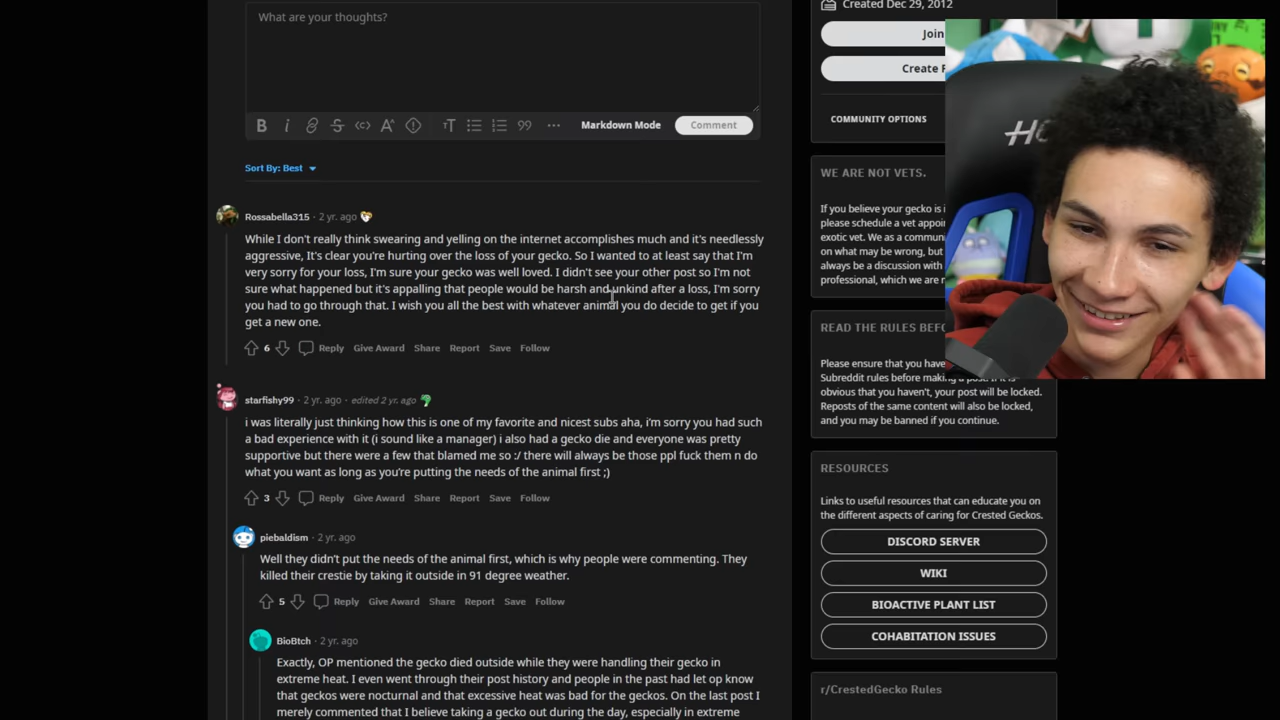 What are your thoughts?
B i
Markdown Mode
Comment
Sort By: Best
Rossabella315 · 2 yr. ago
While I don't really think swearing and yelling on the internet accomplishes much and it's needlessly
aggressive, It's clear you're hurting over the loss of your gecko. So I wanted to at least say that I'm
very sorry for your loss, I'm sure your gecko was well loved. I didn't see your other post so I'm not
sure what happened but it's appalling that people would be harsh and unkind after a loss, I'm sorry
you had to go through that. I wish you all the best with whatever animal you do decide to get if you
get a new one.
6 Reply Give Award Share Report Save Follow
starfishy99 · 2 yr. ago · edited 2 yr. ago
i was literally just thinking how this is one of my favorite and nicest subs aha, i'm sorry you had such
a bad experience with it (i sound like a manager) i also had a gecko die and everyone was pretty
supportive but there were a few that blamed me so :/ there will always be those ppl fuck them n do
what you want as long as you're putting the needs of the animal first ;)
3 Reply Give Award Share Report Save Follow
piebaldism · 2 yr. ago
Well they didn't put the needs of the animal first, which is why people were commenting. They
killed their crestie by taking it outside in 91 degree weather.
5 Reply Give Award Share Report Save Follow
BioBtch · 2 yr. ago
Exactly, OP mentioned the gecko died outside while they were handling their gecko in
extreme heat. I even went through their post history and people in the past had let op know
that geckos were nocturnal and that excessive heat was bad for the geckos. On the last post I
merely commented that I believe taking a gecko out during the day, especially in extreme
Created Dec 29, 2012
Join
Create
COMMUNITY OPTIONS
WE ARE NOT VETS.
If you believe your gecko is
please schedule a vet
exotic vet. We as a
on what may be wrong, but
always be a discussion with
professional, which we are
READ THE RULES
Please ensure that you have
Subreddit rules before making a post. If it is
obvious that you haven't, your post will be locked.
Reposts of the same content will also be locked,
and you may be banned if you continue.
RESOURCES
Links to useful resources that can educate you on
the different aspects of caring for Crested Geckos.
DISCORD SERVER
WIKI
BIOACTIVE PLANT LIST
COHABITATION ISSUES
r/CrestedGecko Rules